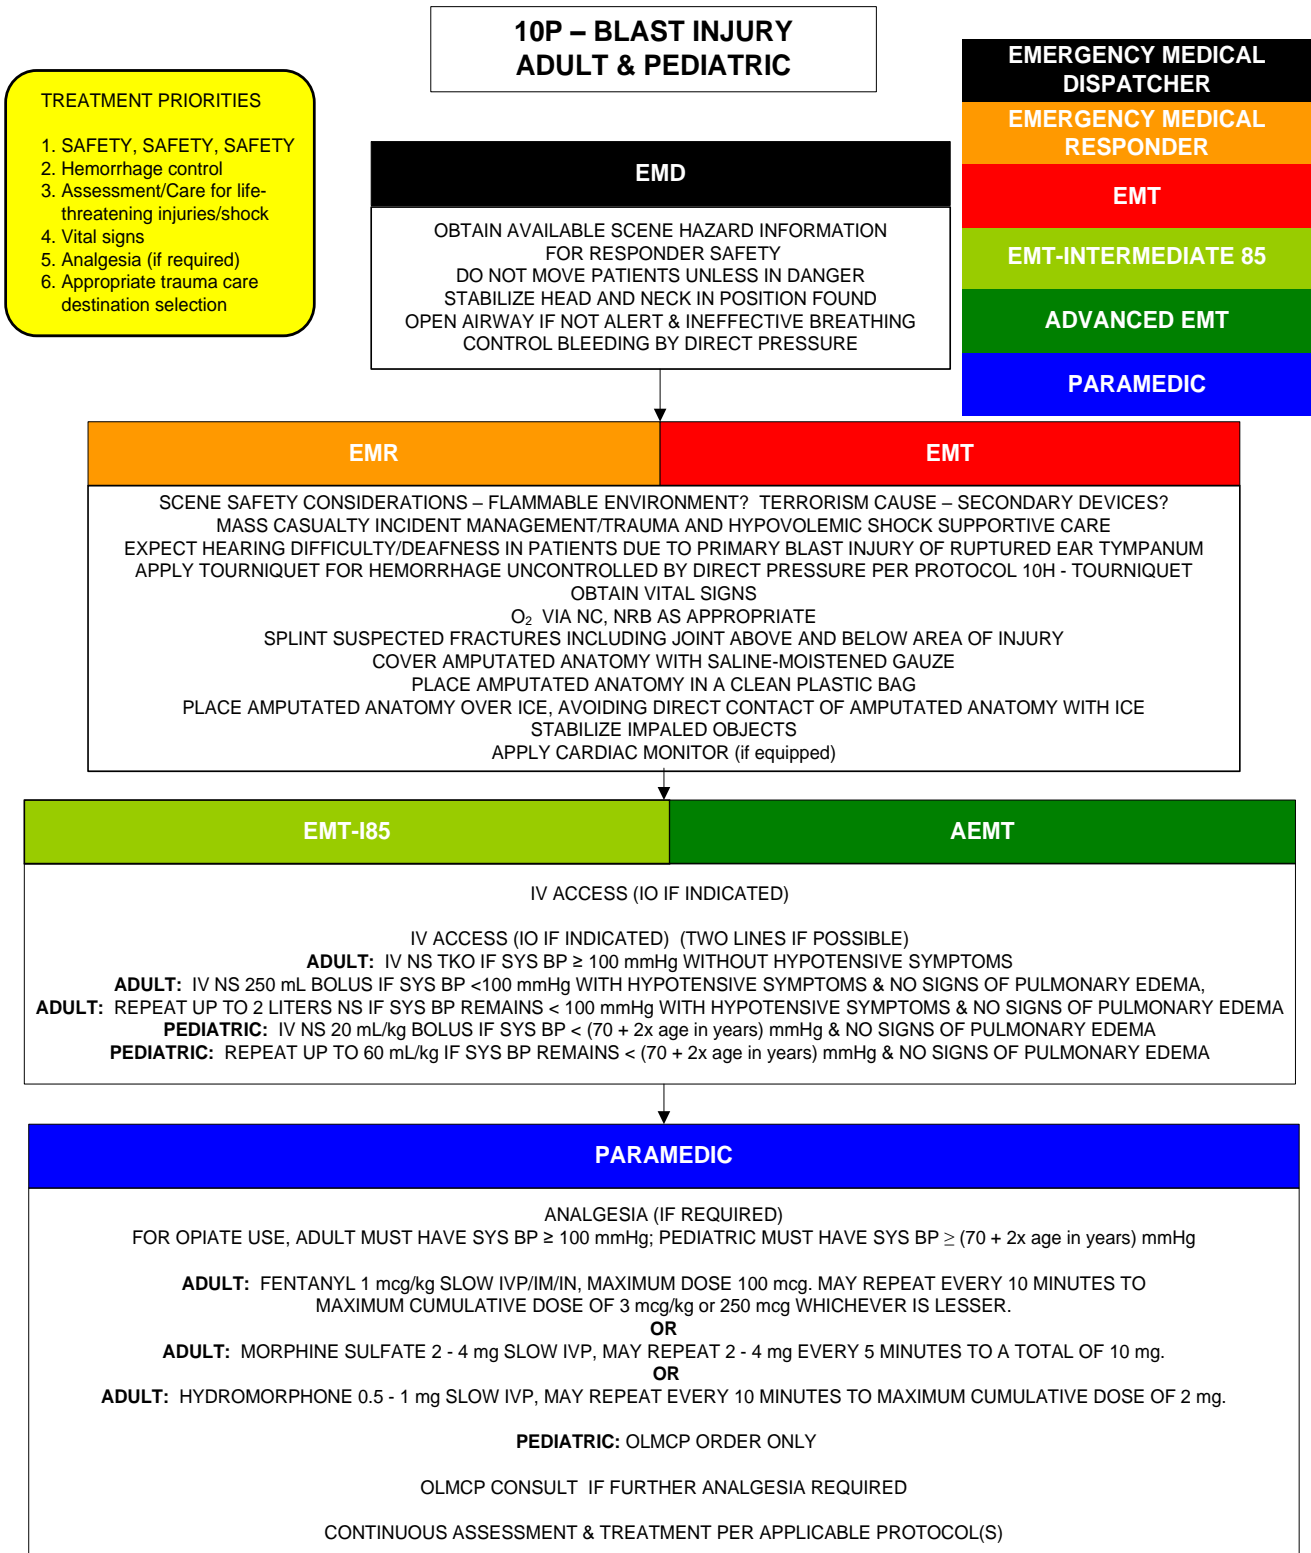 10P – BLAST INJURY
ADULT & PEDIATRIC
TREATMENT PRIORITIES
1. SAFETY, SAFETY, SAFETY
2. Hemorrhage control
3. Assessment/Care for life-
threatening injuries/shock
4. Vital signs
5. Analgesia (if required)
6. Appropriate trauma care
destination selection
EMERGENCY MEDICAL
DISPATCHER
EMERGENCY MEDICAL
RESPONDER
EMT
EMT-INTERMEDIATE 85
ADVANCED EMT
PARAMEDIC
EMD
OBTAIN AVAILABLE SCENE HAZARD INFORMATION
FOR RESPONDER SAFETY
DO NOT MOVE PATIENTS UNLESS IN DANGER
STABILIZE HEAD AND NECK IN POSITION FOUND
OPEN AIRWAY IF NOT ALERT & INEFFECTIVE BREATHING
CONTROL BLEEDING BY DIRECT PRESSURE
EMR
EMT
SCENE SAFETY CONSIDERATIONS – FLAMMABLE ENVIRONMENT? TERRORISM CAUSE – SECONDARY DEVICES?
MASS CASUALTY INCIDENT MANAGEMENT/TRAUMA AND HYPOVOLEMIC SHOCK SUPPORTIVE CARE
EXPECT HEARING DIFFICULTY/DEAFNESS IN PATIENTS DUE TO PRIMARY BLAST INJURY OF RUPTURED EAR TYMPANUM
APPLY TOURNIQUET FOR HEMORRHAGE UNCONTROLLED BY DIRECT PRESSURE PER PROTOCOL 10H - TOURNIQUET
OBTAIN VITAL SIGNS
O₂ VIA NC, NRB AS APPROPRIATE
SPLINT SUSPECTED FRACTURES INCLUDING JOINT ABOVE AND BELOW AREA OF INJURY
COVER AMPUTATED ANATOMY WITH SALINE-MOISTENED GAUZE
PLACE AMPUTATED ANATOMY IN A CLEAN PLASTIC BAG
PLACE AMPUTATED ANATOMY OVER ICE, AVOIDING DIRECT CONTACT OF AMPUTATED ANATOMY WITH ICE
STABILIZE IMPALED OBJECTS
APPLY CARDIAC MONITOR (if equipped)
EMT-I85
AEMT
IV ACCESS (IO IF INDICATED)
IV ACCESS (IO IF INDICATED) (TWO LINES IF POSSIBLE)
ADULT: IV NS TKO IF SYS BP ≥ 100 mmHg WITHOUT HYPOTENSIVE SYMPTOMS
ADULT: IV NS 250 mL BOLUS IF SYS BP <100 mmHg WITH HYPOTENSIVE SYMPTOMS & NO SIGNS OF PULMONARY EDEMA,
ADULT: REPEAT UP TO 2 LITERS NS IF SYS BP REMAINS < 100 mmHg WITH HYPOTENSIVE SYMPTOMS & NO SIGNS OF PULMONARY EDEMA
PEDIATRIC: IV NS 20 mL/kg BOLUS IF SYS BP < (70 + 2x age in years) mmHg & NO SIGNS OF PULMONARY EDEMA
PEDIATRIC: REPEAT UP TO 60 mL/kg IF SYS BP REMAINS < (70 + 2x age in years) mmHg & NO SIGNS OF PULMONARY EDEMA
PARAMEDIC
ANALGESIA (IF REQUIRED)
FOR OPIATE USE, ADULT MUST HAVE SYS BP ≥ 100 mmHg; PEDIATRIC MUST HAVE SYS BP ≥ (70 + 2x age in years) mmHg
ADULT: FENTANYL 1 mcg/kg SLOW IVP/IM/IN, MAXIMUM DOSE 100 mcg. MAY REPEAT EVERY 10 MINUTES TO
MAXIMUM CUMULATIVE DOSE OF 3 mcg/kg or 250 mcg WHICHEVER IS LESSER.
OR
ADULT: MORPHINE SULFATE 2 - 4 mg SLOW IVP, MAY REPEAT 2 - 4 mg EVERY 5 MINUTES TO A TOTAL OF 10 mg.
OR
ADULT: HYDROMORPHONE 0.5 - 1 mg SLOW IVP, MAY REPEAT EVERY 10 MINUTES TO MAXIMUM CUMULATIVE DOSE OF 2 mg.
PEDIATRIC: OLMCP ORDER ONLY
OLMCP CONSULT IF FURTHER ANALGESIA REQUIRED
CONTINUOUS ASSESSMENT & TREATMENT PER APPLICABLE PROTOCOL(S)